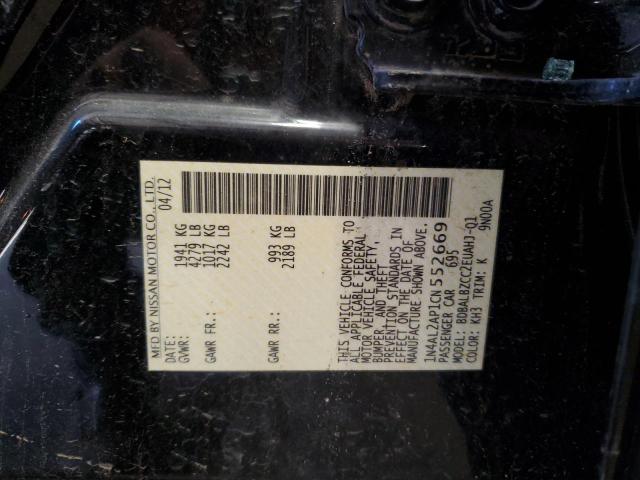 MFD BY NISSAN MOTOR CO., LTD.
DATE: 04/12
GVWR: 1941 KG
4279 LB
GAWR FR.: 1017 KG
2242 LB
GAWR RR.: 993 KG
2189 LB
THIS VEHICLE CONFORMS TO
ALL APPLICABLE FEDERAL
MOTOR VEHICLE SAFETY,
BUMPER, AND THEFT
PREVENTION STANDARDS IN
EFFECT ON THE DATE OF
MANUFACTURE SHOWN ABOVE.
1N4AL2AP1CN552669
PASSENGER CAR 695
MODEL: BDBALBZCC2EUAHJ-01
COLOR: KH3 TRIM: K 9N00A